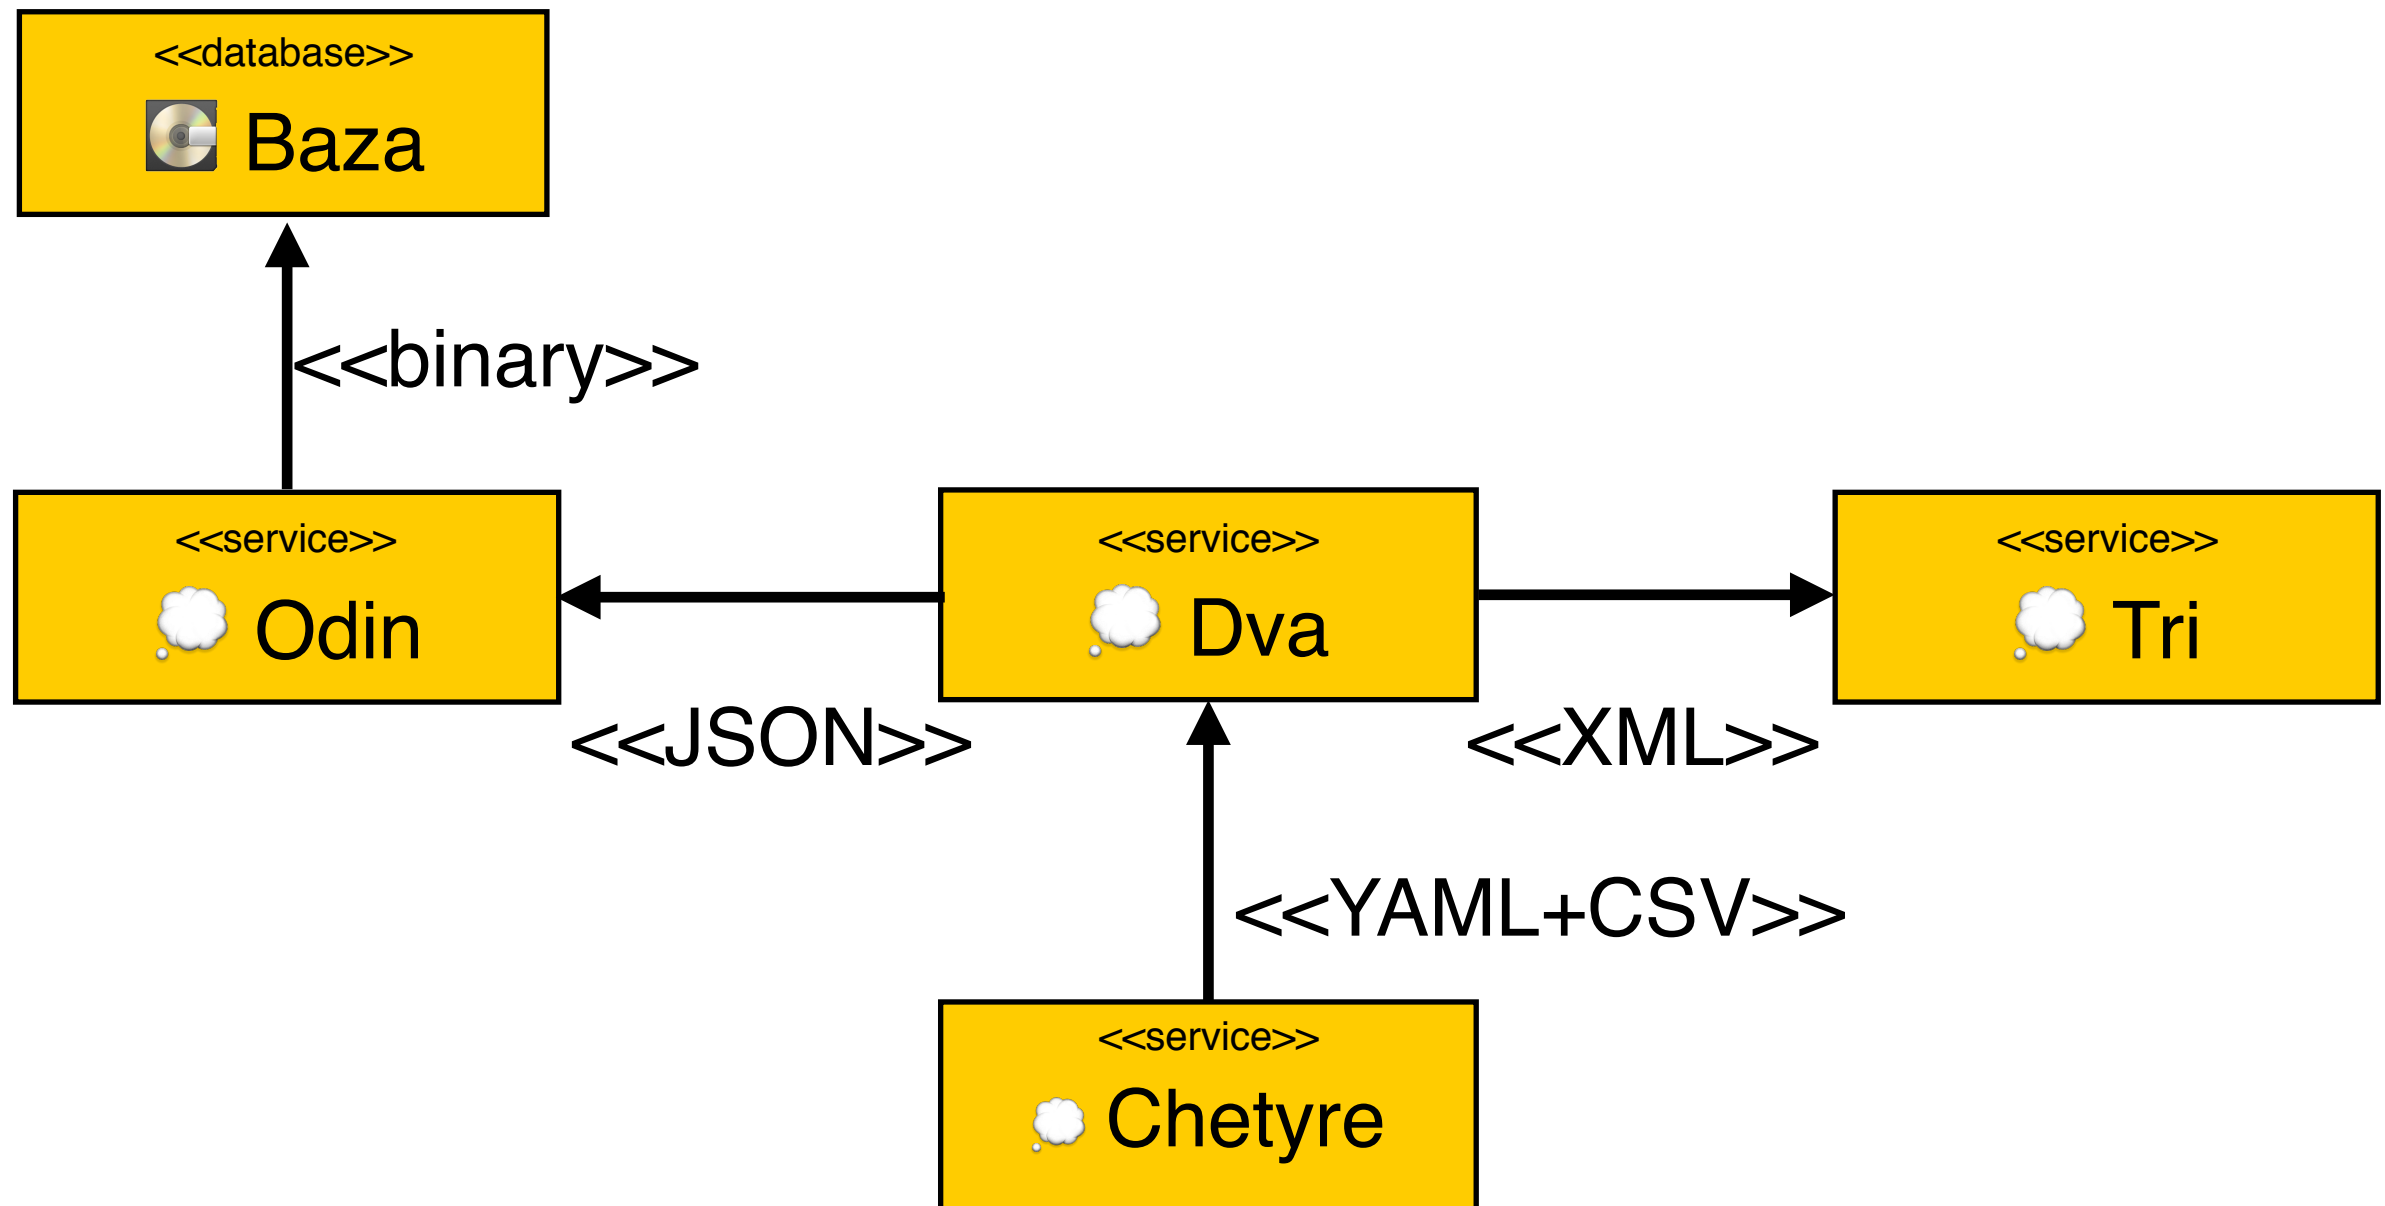 <<database>>
Baza
<<binary>>
<<service>>
Odin
<<service>>
Dva
<<service>>
Tri
<<JSON>>
<<XML>>
<<YAML+CSV>>
<<service>>
Chetyre